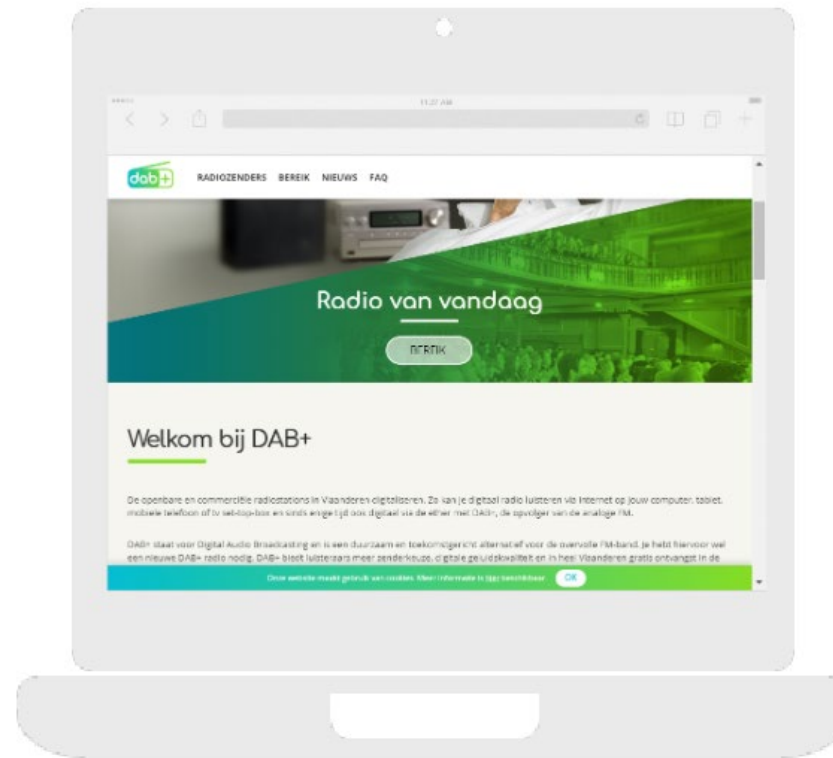 11:37 AM
dab+
RADIOZENDERS BEREIK NIEUWS FAQ
Radio van vandaag
BEREIK
Welkom bij DAB+
De openbare en commerciële radiostations in Vlaanderen digitaliseren. Zo kan je digitaal radio luisteren via internet op jouw computer, tablet,
mobiele telefoon of tv set-top-box en sinds enige tijd ook digitaal via de ether met DAB+, de opvolger van de analoge FM.
DAB+ staat voor Digital Audio Broadcasting en is een duurzaam en toekomstgericht alternatief voor de overvolle FM-band. Je hebt hiervoor wel
een nieuwe DAB+ radio nodig. DAB+ biedt luisteraars meer zenderkeuze, digitale geluidskwaliteit en in heel Vlaanderen gratis ontvangst in de
Onze website maakt gebruik van cookies. Meer informatie is hier beschikbaar. OK